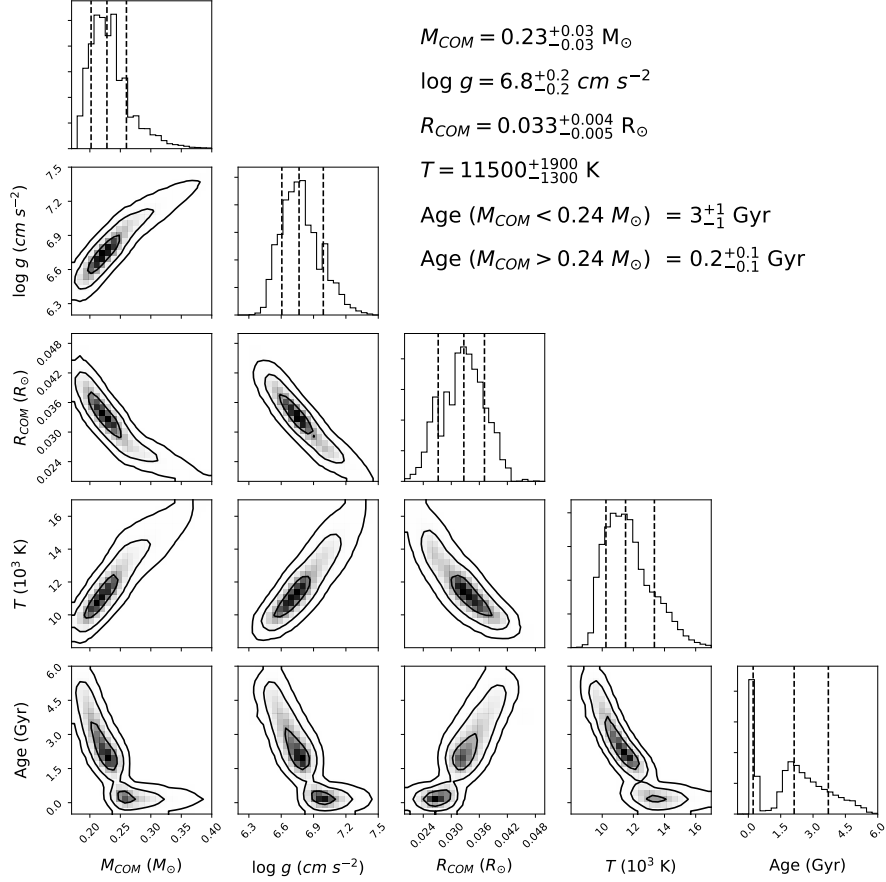 M_COM = 0.23^{+0.03}_{-0.03} M_⊙
log g = 6.8^{+0.2}_{-0.2} cm s^{−2}
R_COM = 0.033^{+0.004}_{-0.005} R_⊙
T = 11500^{+1900}_{-1300} K
Age (M_COM < 0.24 M_⊙) = 3^{+1}_{-1} Gyr
Age (M_COM > 0.24 M_⊙) = 0.2^{+0.1}_{-0.1} Gyr
log g (cm s^{−2})
7.5
7.2
6.9
6.6
6.3
R_COM (R_⊙)
0.048
0.042
0.036
0.030
0.024
T (10^3 K)
16
14
12
10
Age (Gyr)
6.0
4.5
3.0
1.5
0.0
0.20 0.25 0.30 0.35 0.40
6.3 6.6 6.9 7.2 7.5
0.024 0.030 0.036 0.042 0.048
10 12 14 16
0.0 1.5 3.0 4.5 6.0
M_COM (M_⊙)
log g (cm s^{−2})
R_COM (R_⊙)
T (10^3 K)
Age (Gyr)